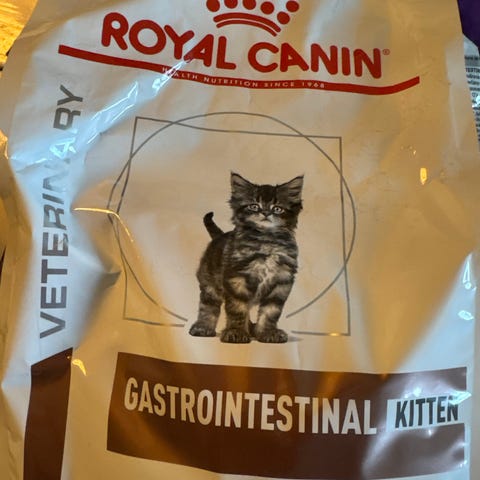 ROYAL CANIN®
HEALTH NUTRITION SINCE 1968
VETERINARY
GASTROINTESTINAL KITTEN